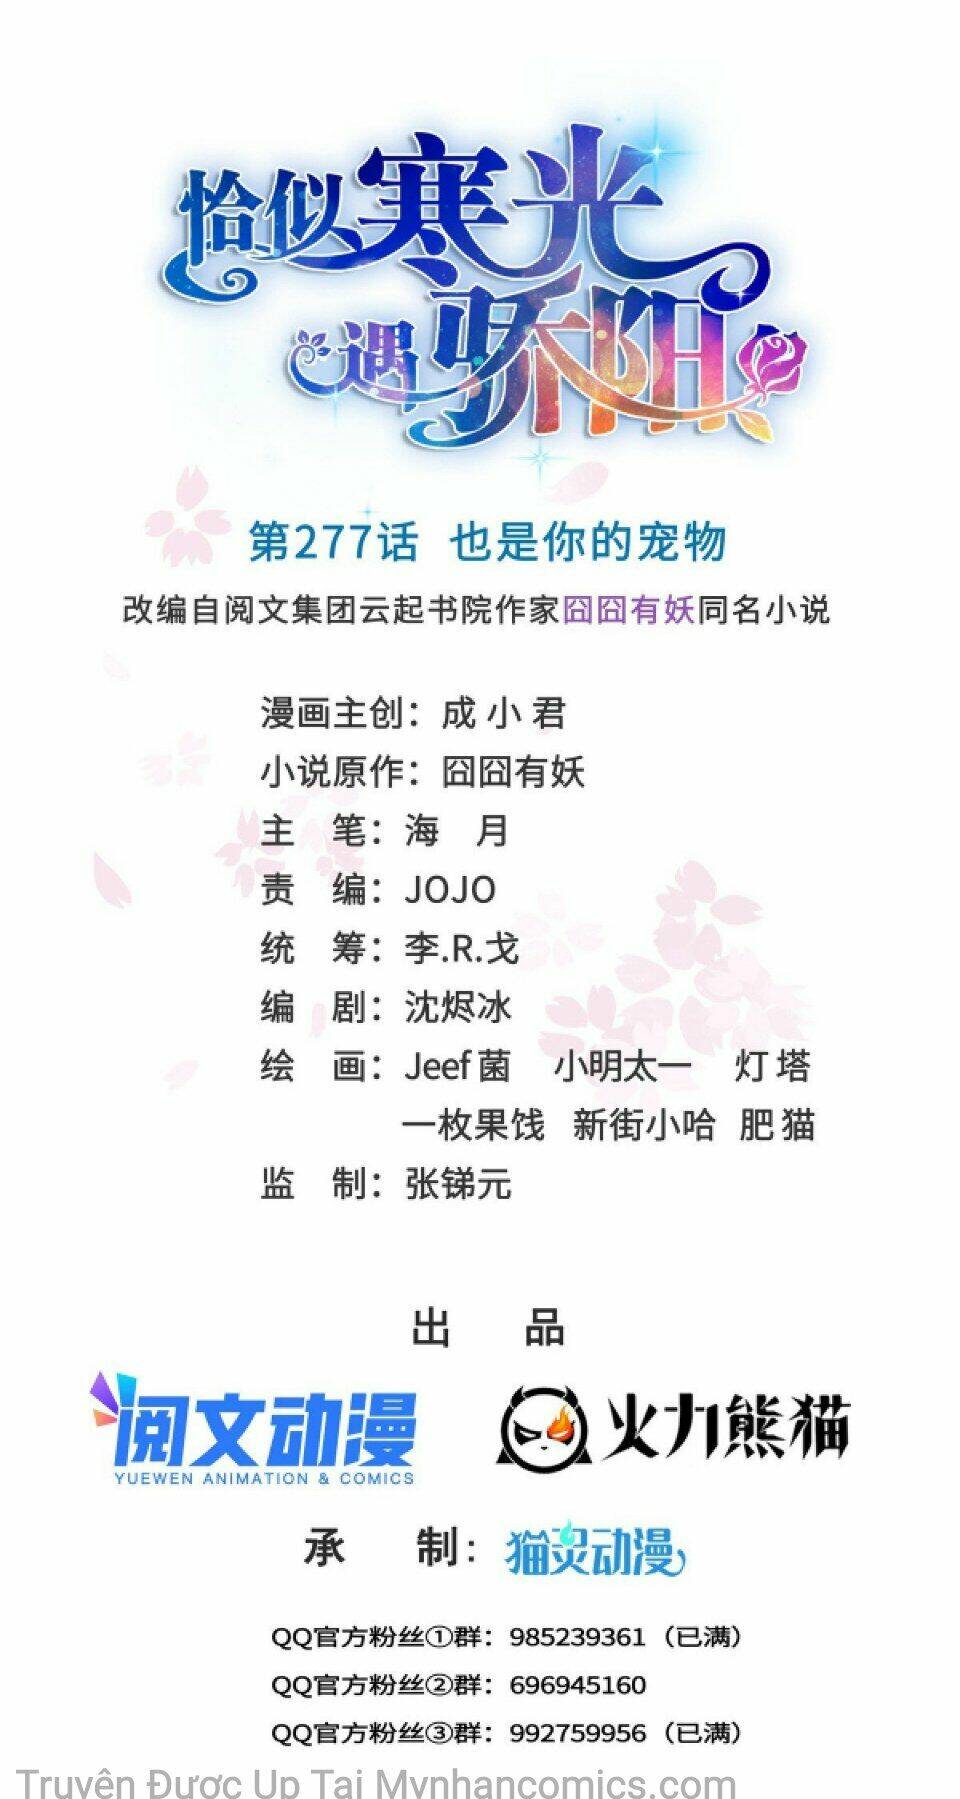 恰似寒光
遇骄阳
第277话 也是你的宠物
改编自阅文集团云起书院作家囧囧有妖同名小说
漫画主创：成 小 君
小说原作：囧囧有妖
主 笔：海 月
责 编：JOJO
统 筹：李.R.戈
编 剧：沈烬冰
绘 画：Jeef菌 小明太一 灯 塔
一枚果饯 新街小哈 肥 猫
监 制：张锑元
出 品
阅文动漫 火力熊猫
YUEWEN ANIMATION & COMICS
承 制：猫灵动漫
QQ官方粉丝①群：985239361（已满）
QQ官方粉丝②群：696945160
QQ官方粉丝③群：992759956（已满）
Truyện Được Up Tại Mynhancomics.com